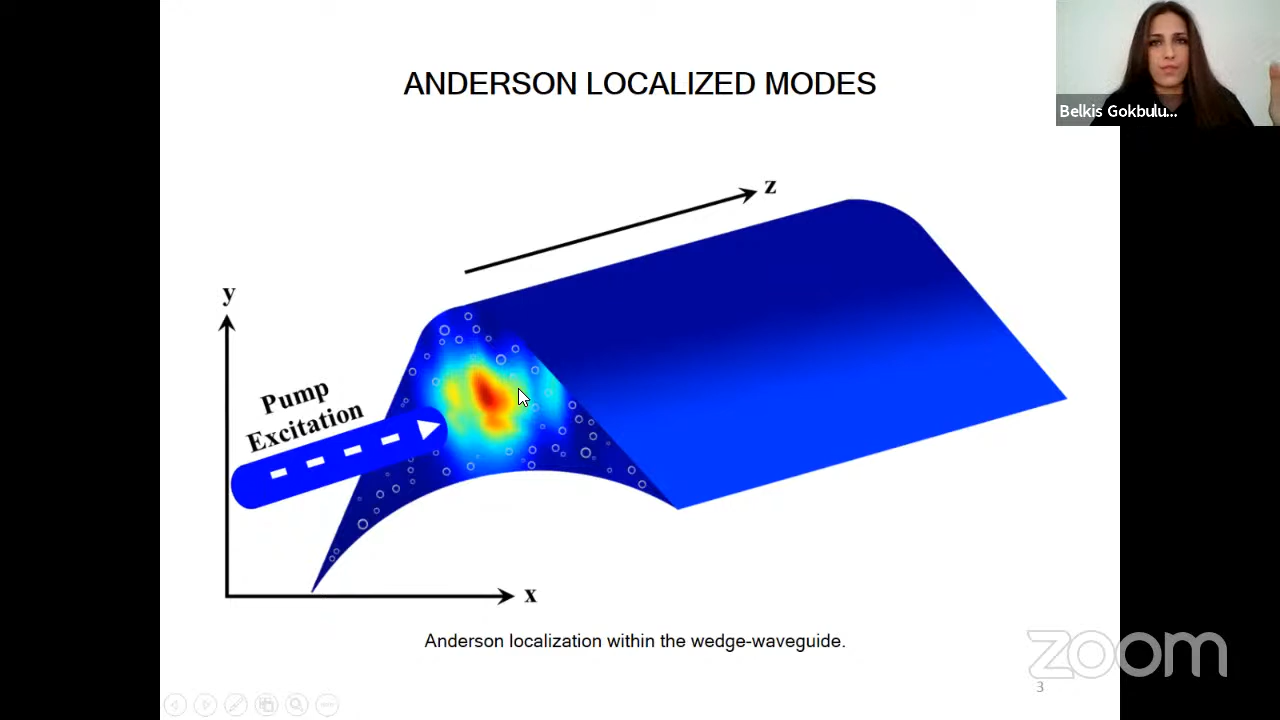 ANDERSON LOCALIZED MODES
Belkis Gokbulu...
z
y
Pump
Excitation
x
Anderson localization within the wedge-waveguide.
zoom
3